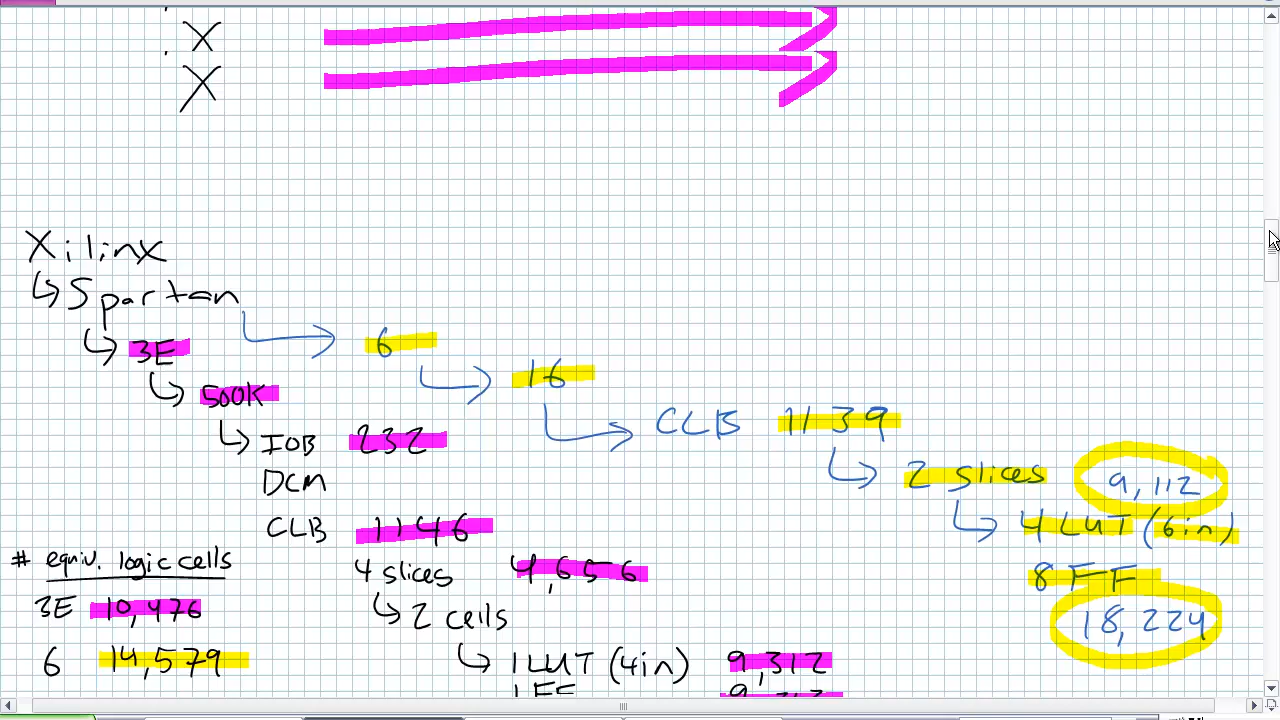 X
X
Xilinx
↳ Spartan
↳ 3E
↳ 500K
↳ IOB 232
DCM
CLB 1146
4 slices 4,656
↳ 2 cells
↳ 1 LUT (4in) 9,312
1 FF
6
16
CLB 1139
2 slices 9,112
4 LUT (6in)
8 FF
18,224
# equiv. logic cells
3E 10,476
6 14,579